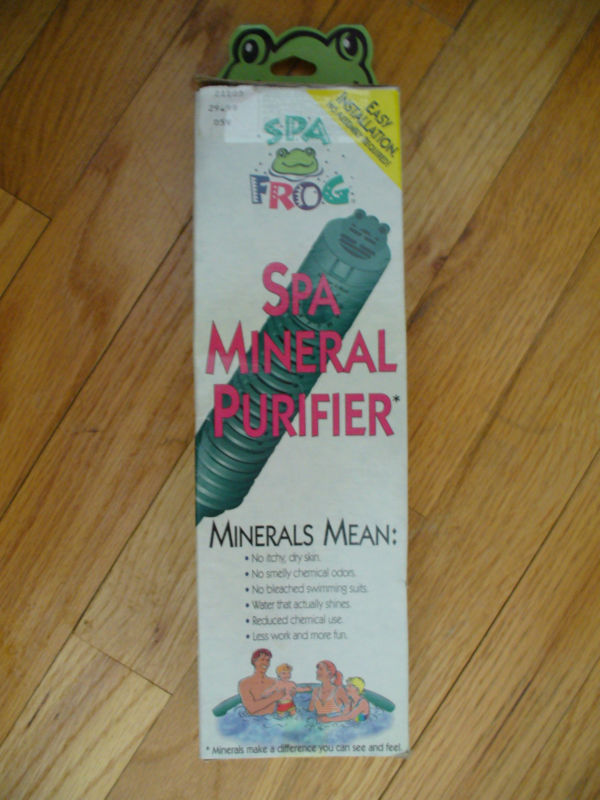 29.99
SPA
FROG
EASY
INSTALLATION.
SPA
MINERAL
PURIFIER*
MINERALS MEAN:
• No itchy, dry skin.
• No smelly chemical odors.
• No bleached swimming suits.
• Water that actually shines.
• Reduced chemical use.
• Less work and more fun.
* Minerals make a difference you can see and feel.